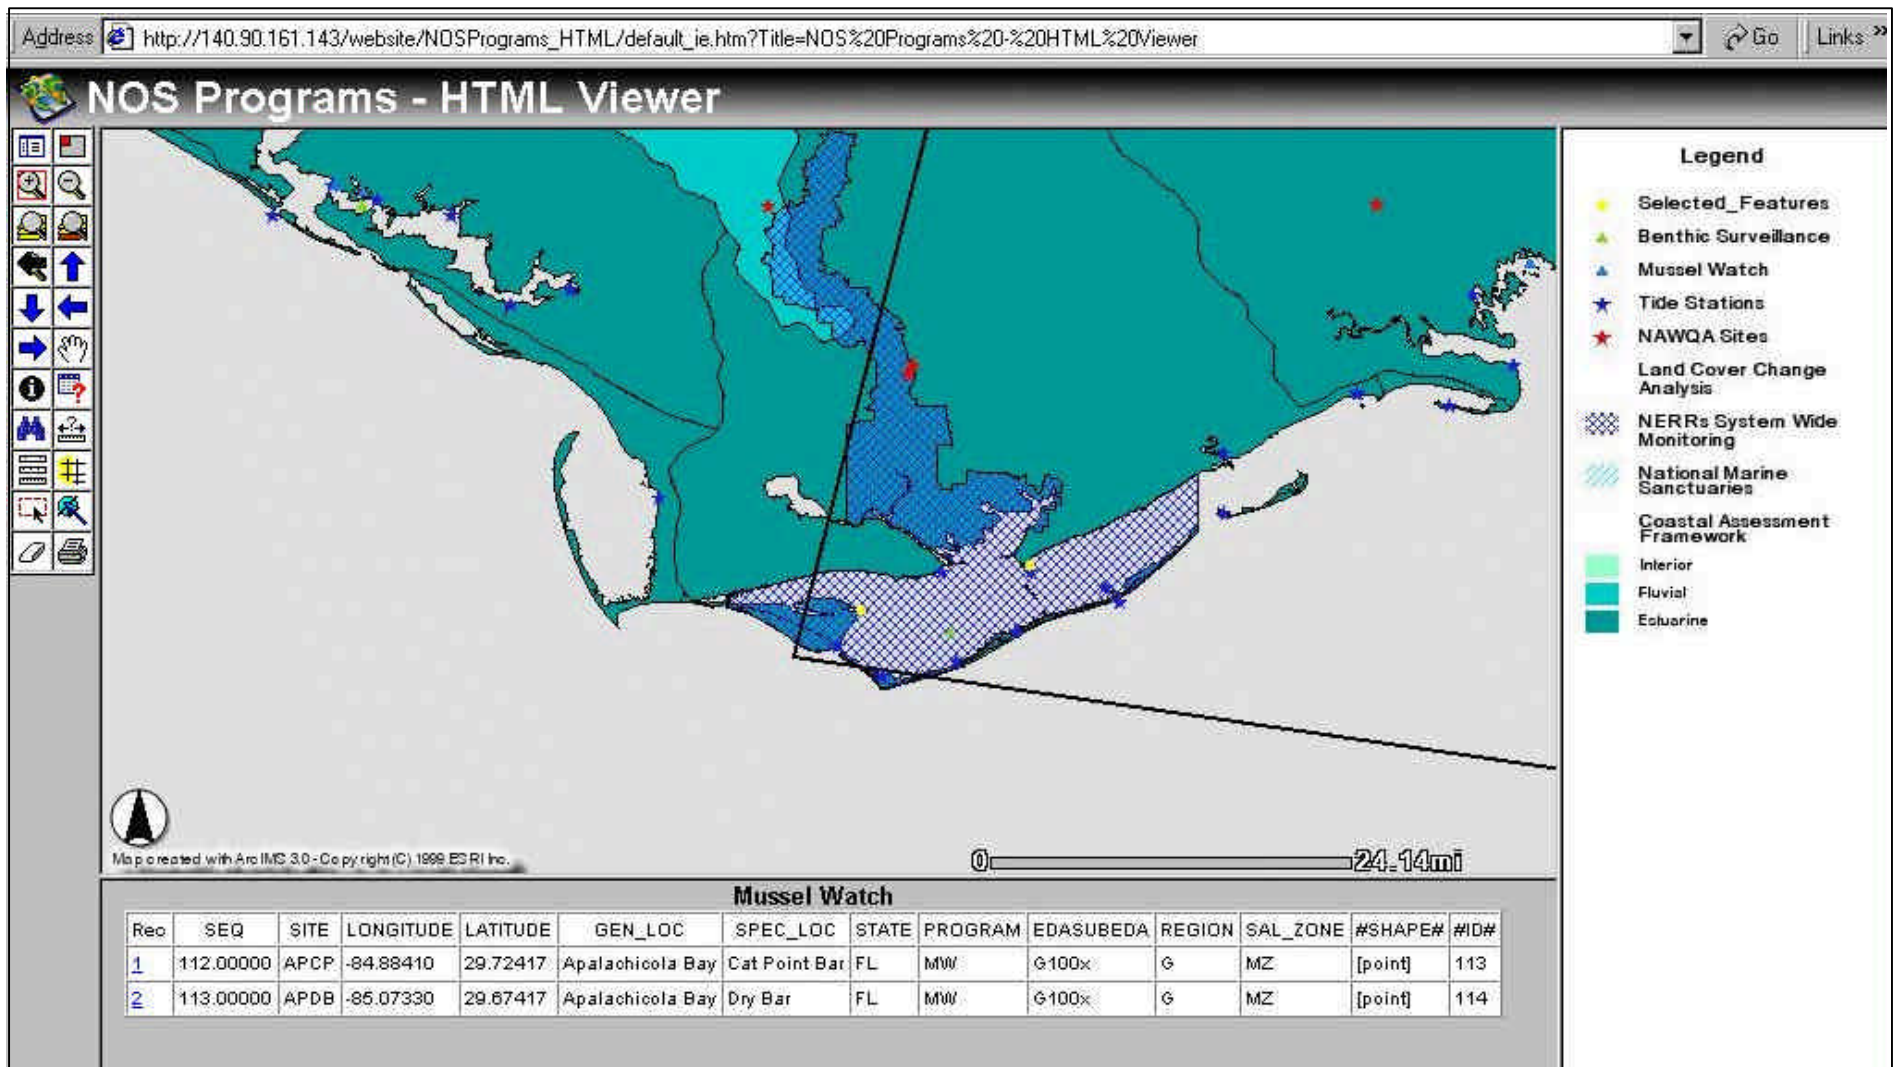 Address http://140.90.161.143/website/NOSPrograms_HTML/default_ie.htm?Title=NOS%20Programs%20-%20HTML%20Viewer Go Links »
NOS Programs - HTML Viewer
Legend
Selected_Features
Benthic Surveillance
Mussel Watch
Tide Stations
NAWQA Sites
Land Cover Change
Analysis
NERRs System Wide
Monitoring
National Marine
Sanctuaries
Coastal Assessment
Framework
Interior
Fluvial
Estuarine
Map created with ArcIMS 3.0 - Copyright (C) 1999 ESRI Inc.
0 24.14mi
Mussel Watch
Rec SEQ SITE LONGITUDE LATITUDE GEN_LOC SPEC_LOC STATE PROGRAM EDASUBEDA REGION SAL_ZONE #SHAPE# #ID#
1 112.00000 APCP -84.88410 29.72417 Apalachicola Bay Cat Point Bar FL MW G100x G MZ [point] 113
2 113.00000 APDB -85.07330 29.67417 Apalachicola Bay Dry Bar FL MW G100x G MZ [point] 114